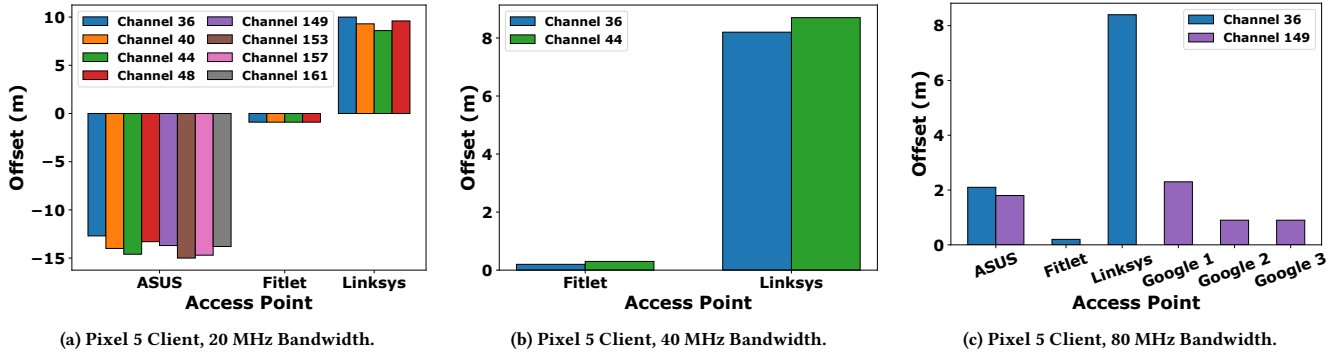 10
5
0
−5
−10
−15
Offset (m)
Channel 36
Channel 40
Channel 44
Channel 48
Channel 149
Channel 153
Channel 157
Channel 161
ASUS
Fitlet
Linksys
Access Point
(a) Pixel 5 Client, 20 MHz Bandwidth.
8
6
4
2
0
Offset (m)
Channel 36
Channel 44
Fitlet
Linksys
Access Point
(b) Pixel 5 Client, 40 MHz Bandwidth.
8
6
4
2
0
Offset (m)
Channel 36
Channel 149
ASUS
Fitlet
Linksys
Google 1
Google 2
Google 3
Access Point
(c) Pixel 5 Client, 80 MHz Bandwidth.